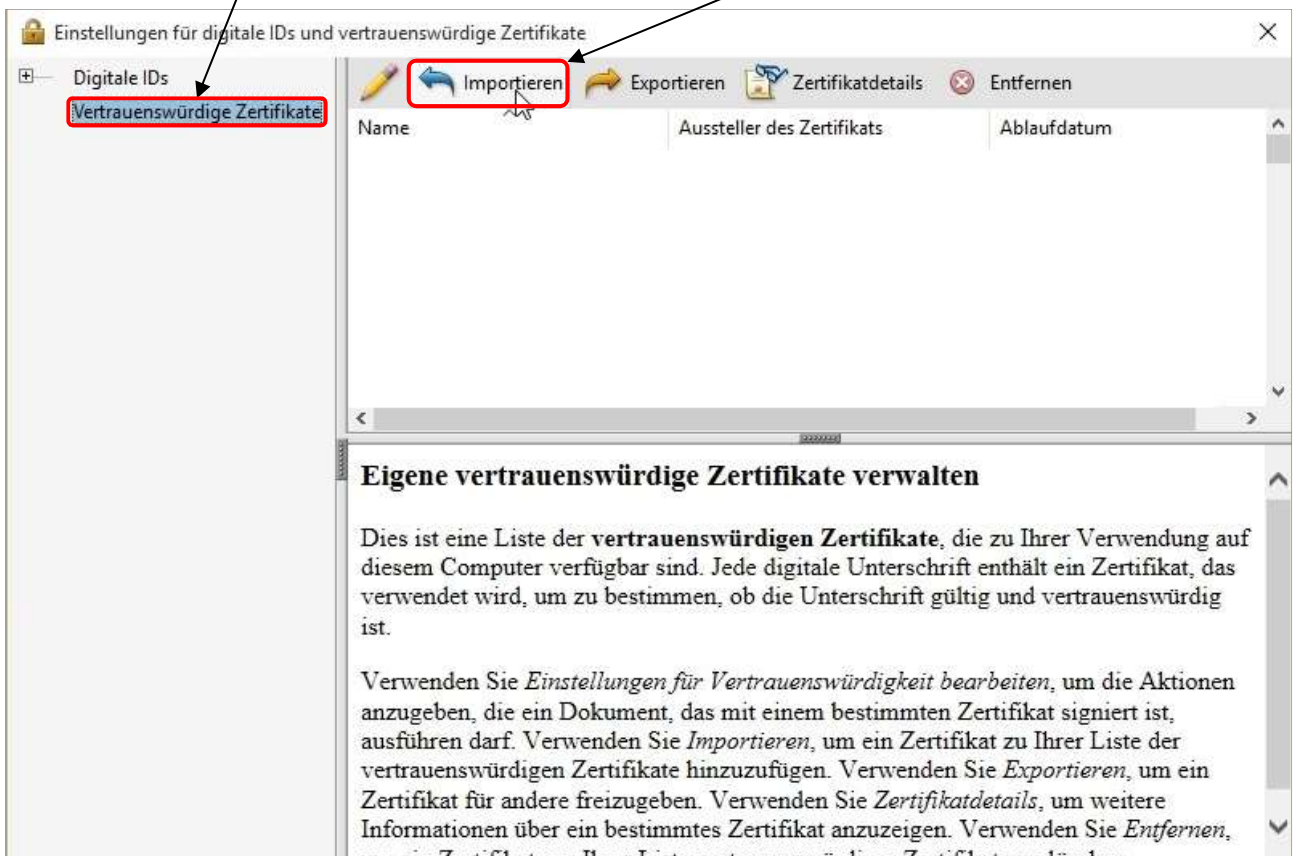 Einstellungen für digitale IDs und vertrauenswürdige Zertifikate
Digitale IDs
Vertrauenswürdige Zertifikate
Importieren Exportieren Zertifikatdetails Entfernen
Name Aussteller des Zertifikats Ablaufdatum
Eigene vertrauenswürdige Zertifikate verwalten
Dies ist eine Liste der vertrauenswürdigen Zertifikate, die zu Ihrer Verwendung auf
diesem Computer verfügbar sind. Jede digitale Unterschrift enthält ein Zertifikat, das
verwendet wird, um zu bestimmen, ob die Unterschrift gültig und vertrauenswürdig
ist.
Verwenden Sie Einstellungen für Vertrauenswürdigkeit bearbeiten, um die Aktionen
anzugeben, die ein Dokument, das mit einem bestimmten Zertifikat signiert ist,
ausführen darf. Verwenden Sie Importieren, um ein Zertifikat zu Ihrer Liste der
vertrauenswürdigen Zertifikate hinzuzufügen. Verwenden Sie Exportieren, um ein
Zertifikat für andere freizugeben. Verwenden Sie Zertifikatdetails, um weitere
Informationen über ein bestimmtes Zertifikat anzuzeigen. Verwenden Sie Entfernen,